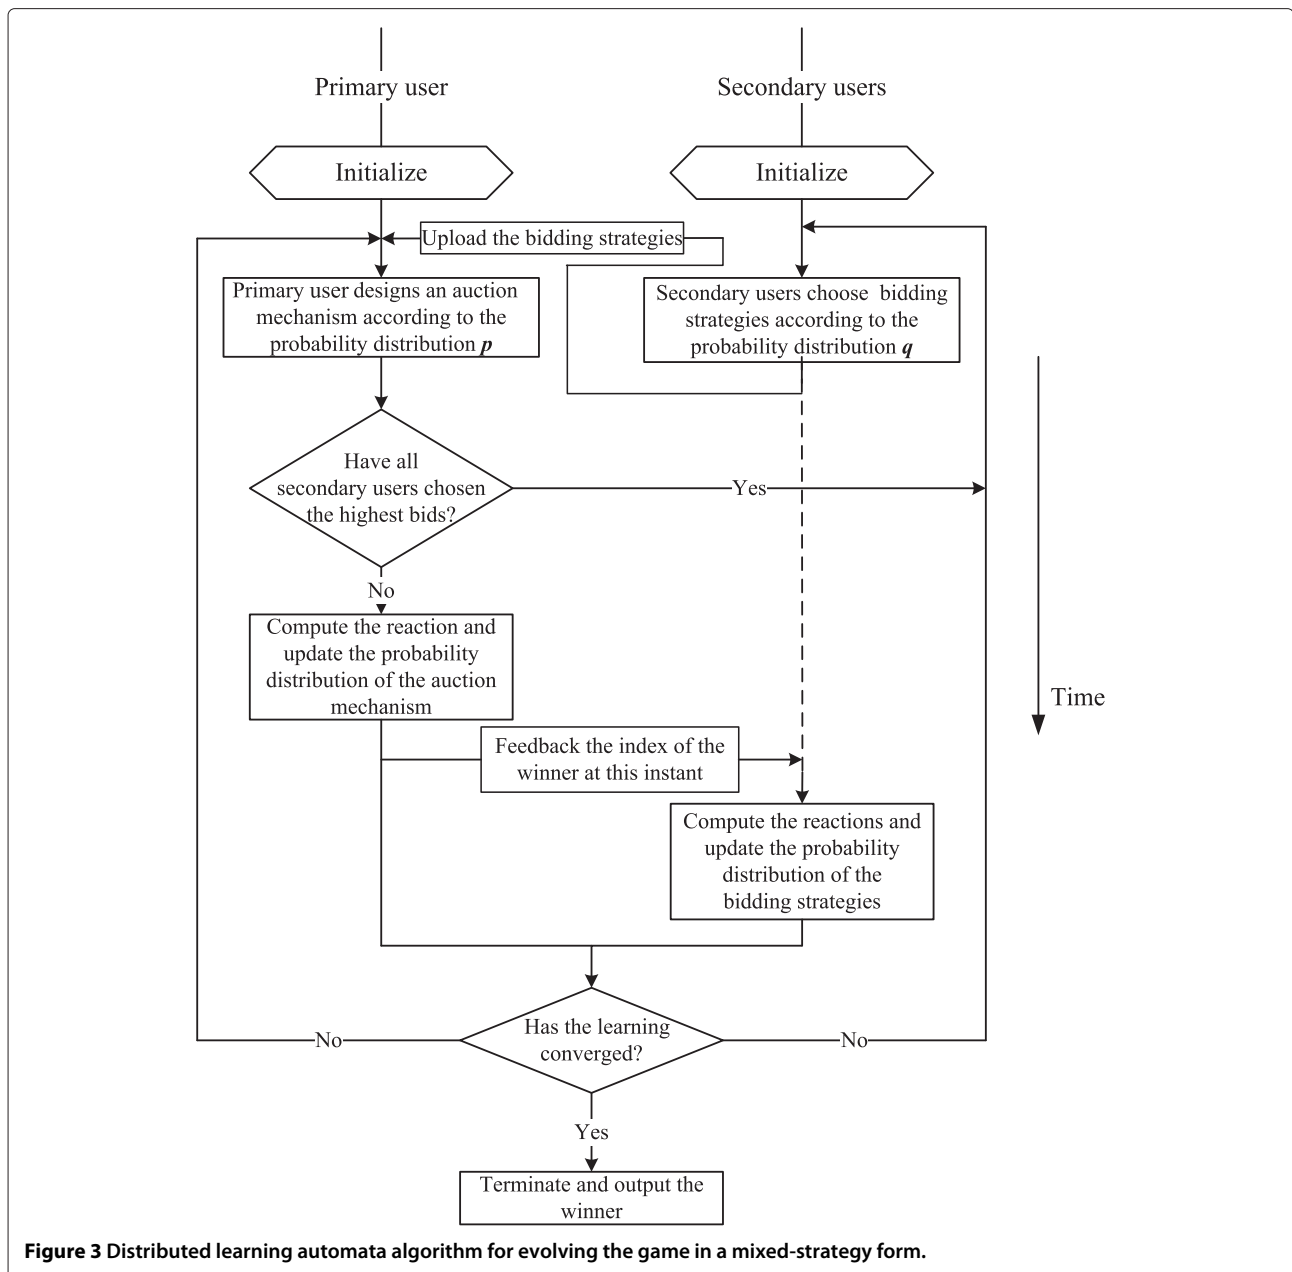 Primary user
Secondary users
Initialize
Initialize
Upload the bidding strategies
Primary user designs an auction
mechanism according to the
probability distribution p
Secondary users choose bidding
strategies according to the
probability distribution q
Have all
secondary users chosen
the highest bids?
Yes
No
Compute the reaction and
update the probability
distribution of the auction
mechanism
Time
Feedback the index of the
winner at this instant
Compute the reactions and
update the probability
distribution of the
bidding strategies
Has the learning
converged?
No
No
Yes
Terminate and output the
winner
Figure 3 Distributed learning automata algorithm for evolving the game in a mixed-strategy form.